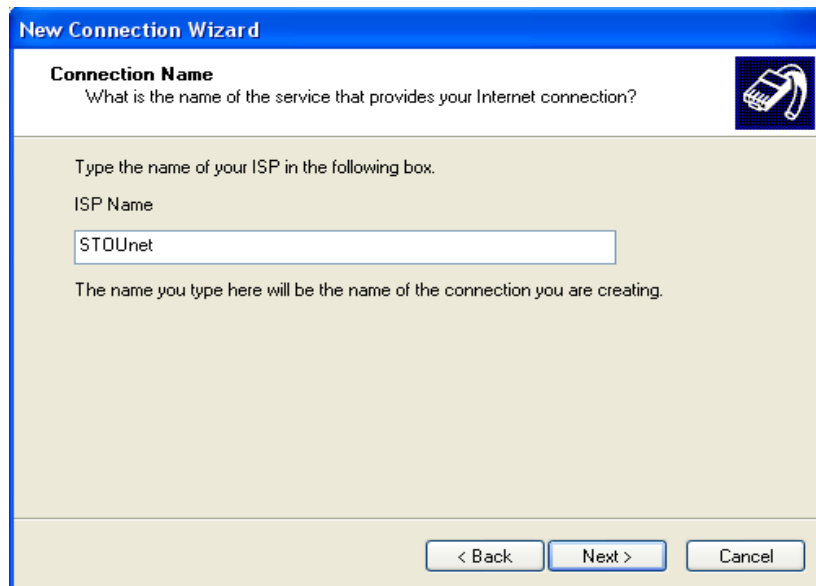 New Connection Wizard
Connection Name
What is the name of the service that provides your Internet connection?
Type the name of your ISP in the following box.
ISP Name
STOUnet
The name you type here will be the name of the connection you are creating.
< Back Next > Cancel